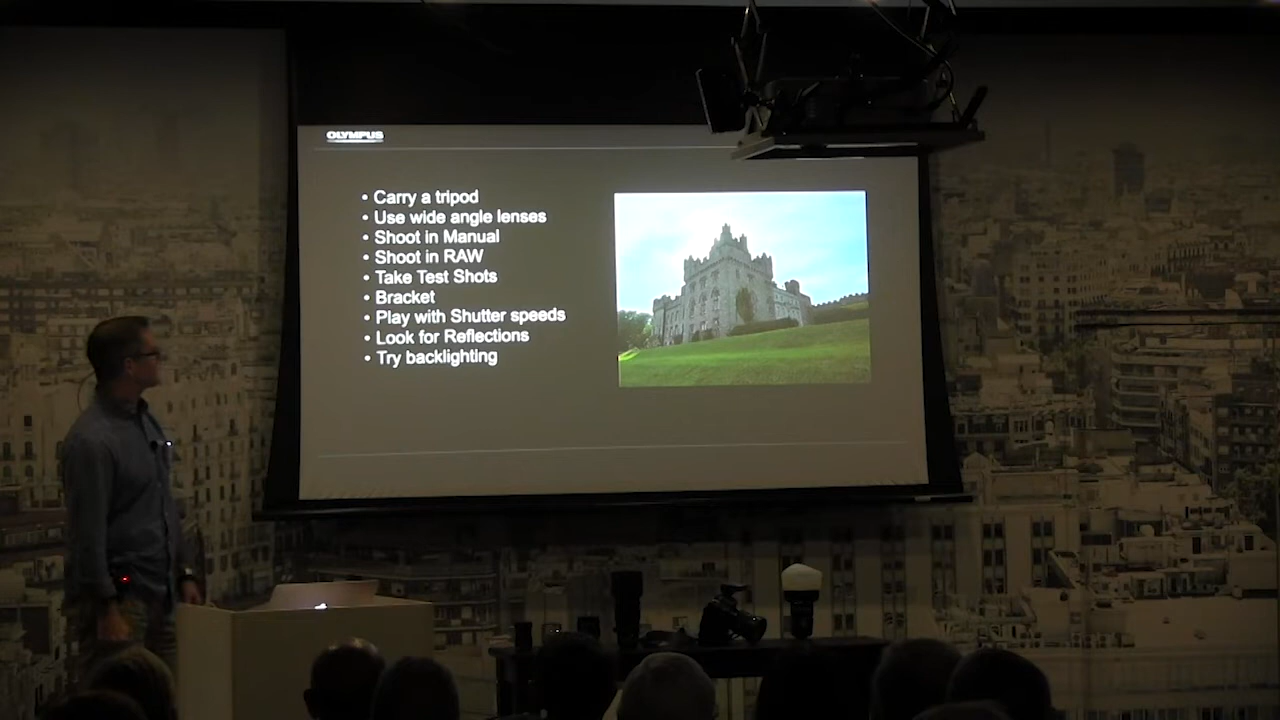 OLYMPUS
• Carry a tripod
• Use wide angle lenses
• Shoot in Manual
• Shoot in RAW
• Take Test Shots
• Bracket
• Play with Shutter speeds
• Look for Reflections
• Try backlighting